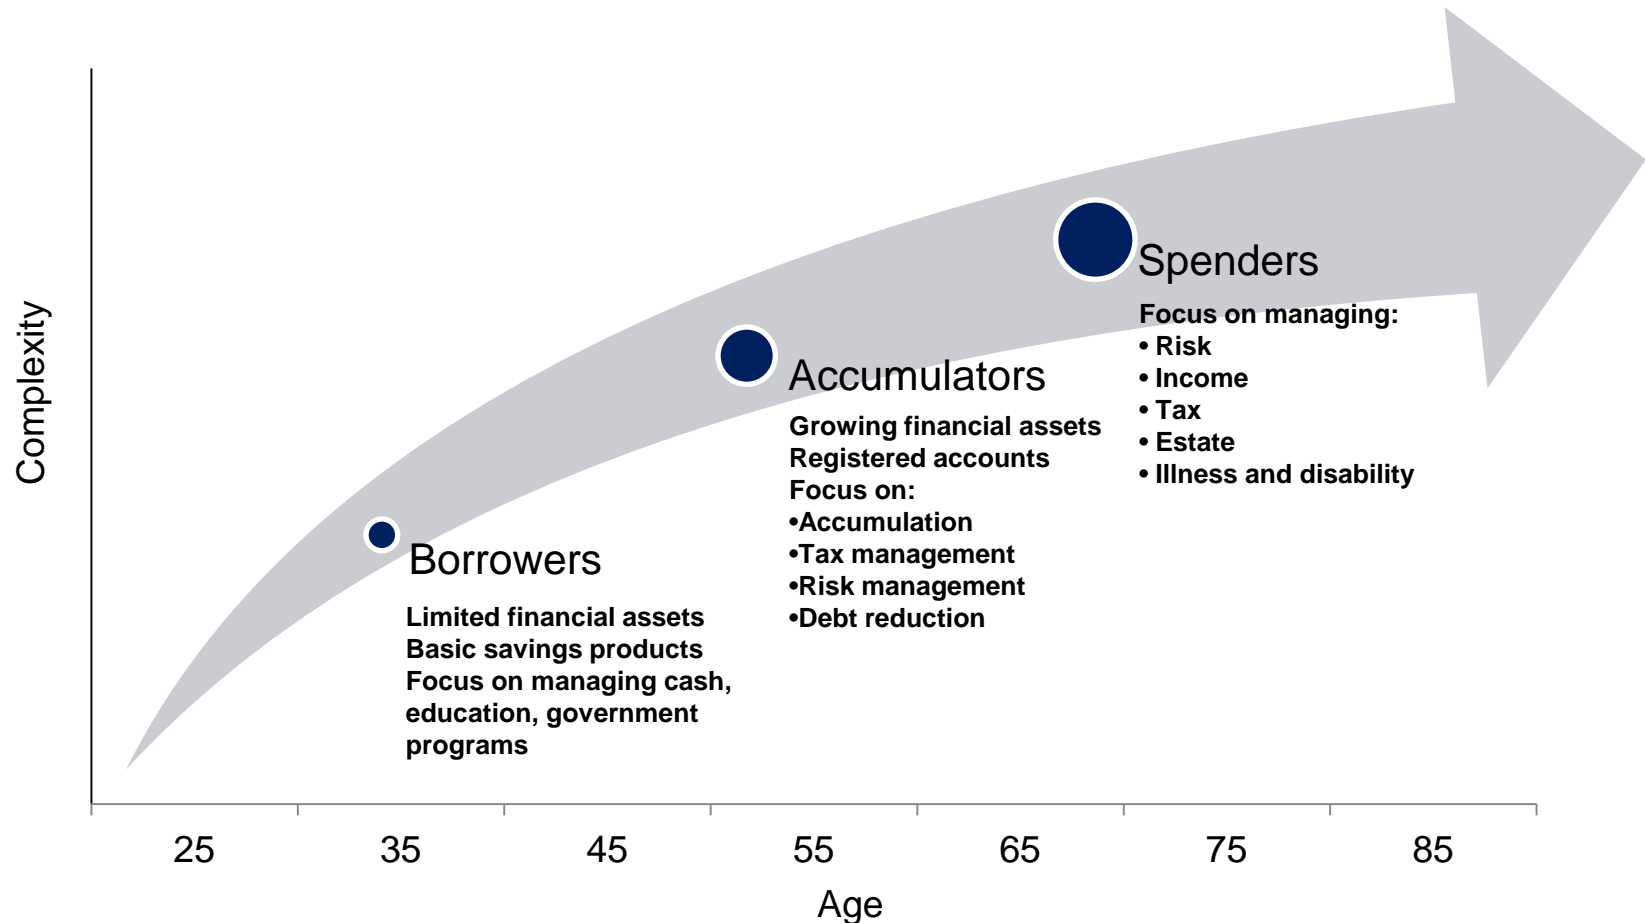 Complexity
Spenders
Focus on managing:
• Risk
• Income
• Tax
• Estate
• Illness and disability
Accumulators
Growing financial assets
Registered accounts
Focus on:
•Accumulation
•Tax management
•Risk management
•Debt reduction
Borrowers
Limited financial assets
Basic savings products
Focus on managing cash,
education, government
programs
25 35 45 55 65 75 85
Age